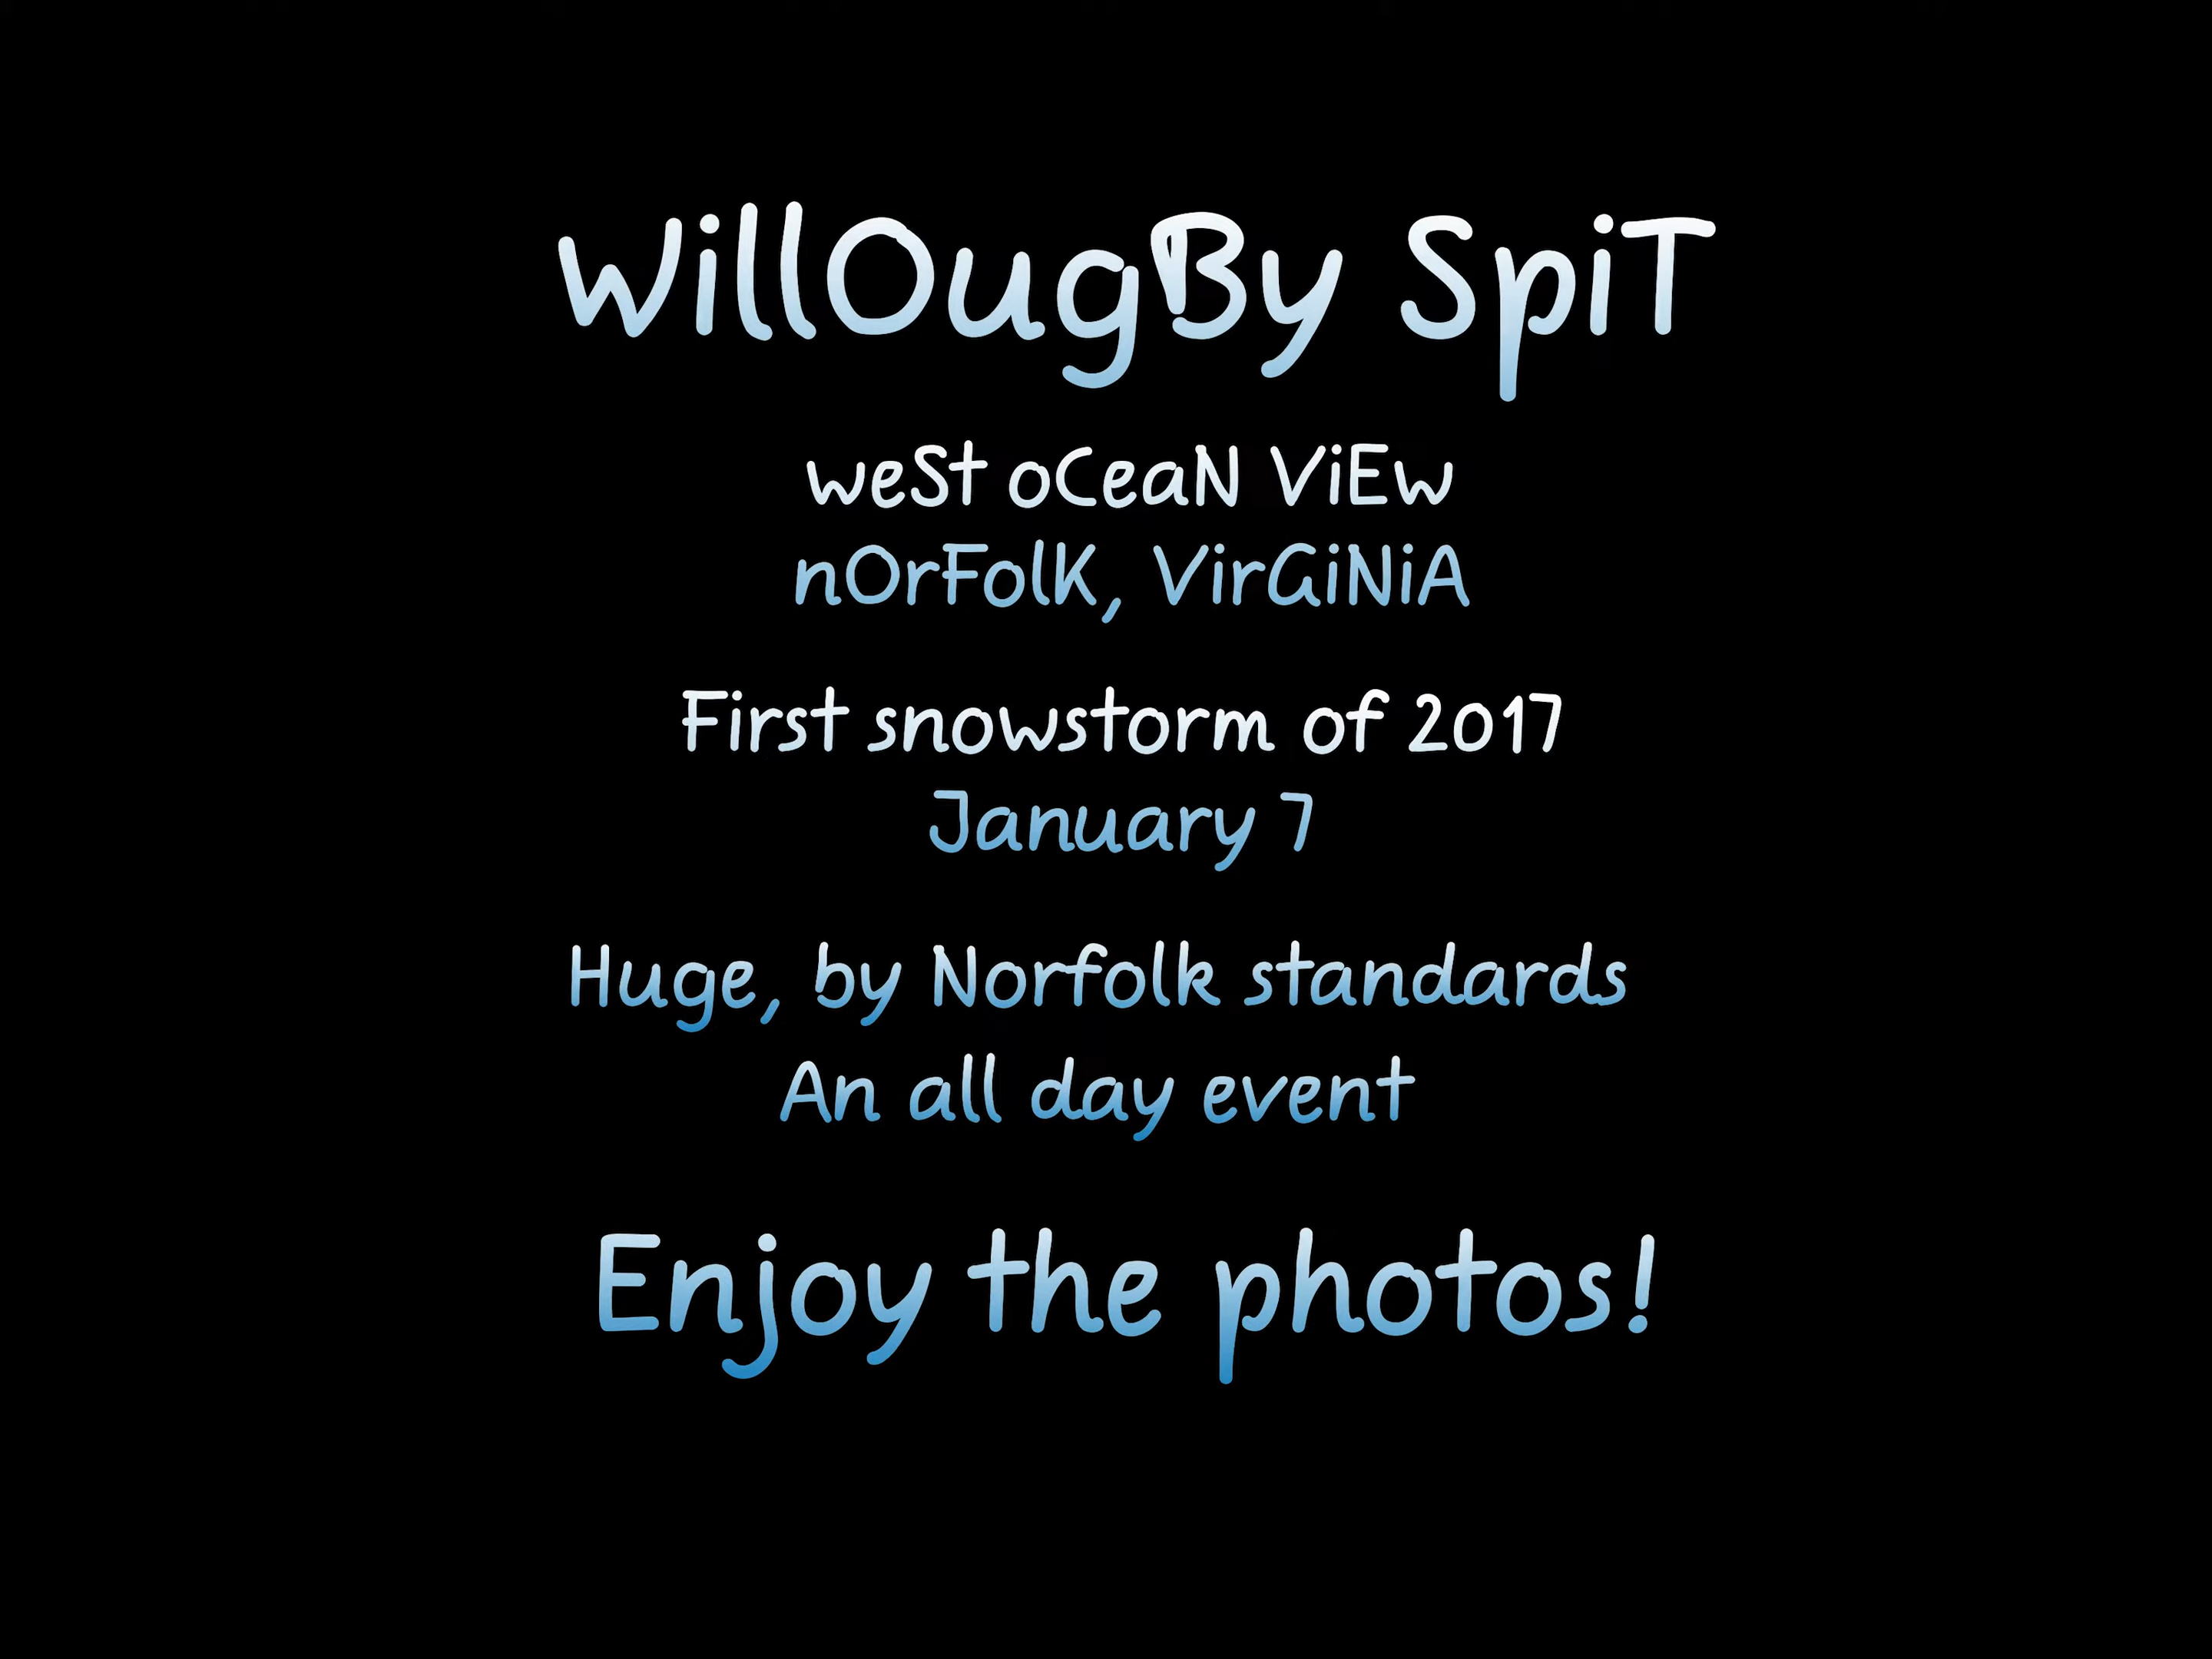 WillOugBy SpiT
weSt oCeaN ViEw
nOrFolK, VirGiNiA
First snowstorm of 2017
January 7
Huge, by Norfolk standards
An all day event
Enjoy the photos!